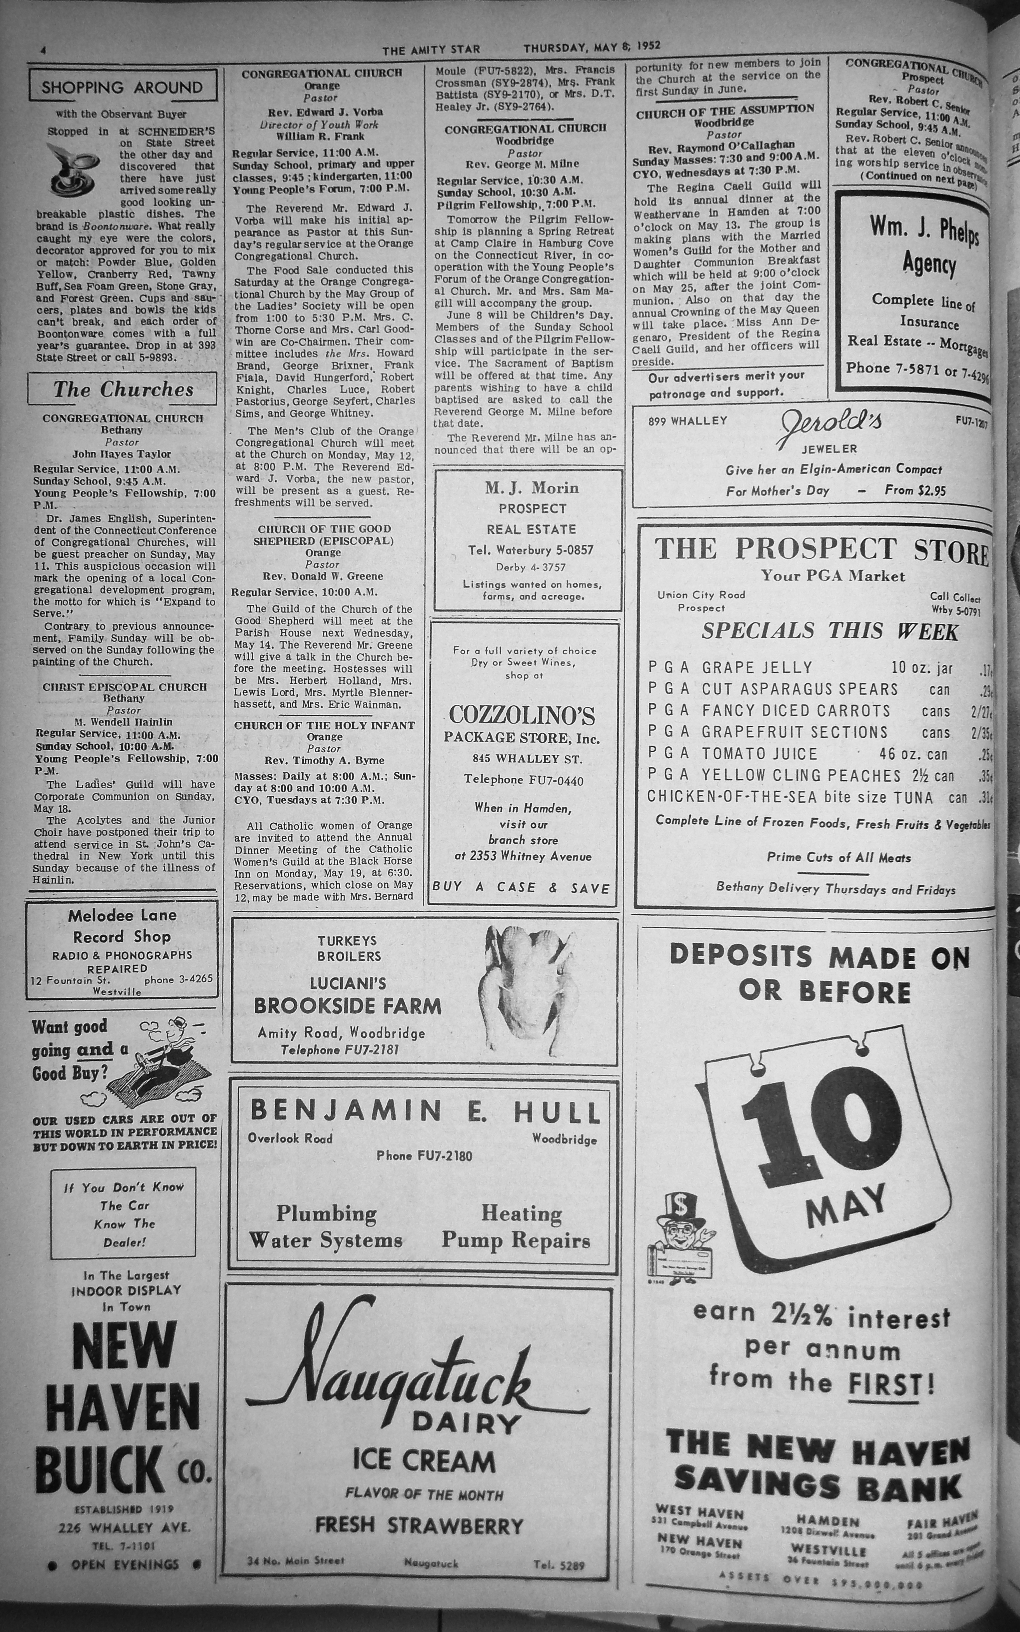 4
THE AMITY STAR THURSDAY, MAY 8, 1952
SHOPPING AROUND
with the Observant Buyer
Stopped in at SCHNEIDER'S
on State Street
the other day and
discovered that
there have just
arrived some really
good looking un-
breakable plastic dishes. The
brand is Boontonware. What really
caught my eye were the colors,
decorator approved for you to mix
or match: Powder Blue, Golden
Yellow, Cranberry Red, Tawny
Buff, Sea Foam Green, Stone Gray,
and Forest Green. Cups and sau-
cers, plates and bowls the kids
can't break, and each order of
Boontonware comes with a full
year's guarantee. Drop in at 393
State Street or call 5-9893.
The Churches
CONGREGATIONAL CHURCH
Bethany
Pastor
John Hayes Taylor
Regular Service, 11:00 A.M.
Sunday School, 9:45 A.M.
Young People's Fellowship, 7:00
P.M.
Dr. James English, Superinten-
dent of the Connecticut Conference
of Congregational Churches, will
be guest preacher on Sunday, May
11. This auspicious occasion will
mark the opening of a local Con-
gregational development program,
the motto for which is "Expand to
Serve."
Contrary to previous announce-
ment, Family Sunday will be ob-
served on the Sunday following the
painting of the Church.
CHRIST EPISCOPAL CHURCH
Bethany
Pastor
M. Wendell Hainlin
Regular Service, 11:00 A.M.
Sunday School, 10:00 A.M.
Young People's Fellowship, 7:00
P.M.
The Ladies' Guild will have
Corporate Communion on Sunday,
May 18.
The Acolytes and the Junior
Choir have postponed their trip to
attend service in St. John's Ca-
thedral in New York until this
Sunday because of the illness of
Hainlin.
Melodee Lane
Record Shop
RADIO & PHONOGRAPHS
REPAIRED
12 Fountain St. phone 3-4265
Westville
Want good
going and a
Good Buy?
OUR USED CARS ARE OUT OF
THIS WORLD IN PERFORMANCE
BUT DOWN TO EARTH IN PRICE!
If You Don't Know
The Car
Know The
Dealer!
In The Largest
INDOOR DISPLAY
In Town
NEW
HAVEN
BUICK CO.
ESTABLISHED 1919
226 WHALLEY AVE.
TEL. 7-1101
● OPEN EVENINGS ●
CONGREGATIONAL CHURCH
Orange
Pastor
Rev. Edward J. Vorba
Director of Youth Work
William R. Frank
Regular Service, 11:00 A.M.
Sunday School, primary and upper
classes, 9:45 ; kindergarten, 11:00
Young People's Forum, 7:00 P.M.
The Reverend Mr. Edward J.
Vorba will make his initial ap-
pearance as Pastor at this Sun-
day's regular service at the Orange
Congregational Church.
The Food Sale conducted this
Saturday at the Orange Congrega-
tional Church by the May Group of
the Ladies' Society will be open
from 1:00 to 5:30 P.M. Mrs. C.
Thorne Corse and Mrs. Carl Good-
win are Co-Chairmen. Their com-
mittee includes the Mrs. Howard
Brand, George Brixner, Frank
Fiala, David Hungerford, Robert
Knight, Charles Luce, Robert
Pastorius, George Seyfert, Charles
Sims, and George Whitney.
The Men's Club of the Orange
Congregational Church will meet
at the Church on Monday, May 12,
at 8:00 P.M. The Reverend Ed-
ward J. Vorba, the new pastor,
will be present as a guest. Re-
freshments will be served.
CHURCH OF THE GOOD
SHEPHERD (EPISCOPAL)
Orange
Pastor
Rev. Donald W. Greene
Regular Service, 10:00 A.M.
The Guild of the Church of the
Good Shepherd will meet at the
Parish House next Wednesday,
May 14. The Reverend Mr. Greene
will give a talk in the Church be-
fore the meeting. Hostesses will
be Mrs. Herbert Holland, Mrs.
Lewis Lord, Mrs. Myrtle Blenner-
hassett, and Mrs. Eric Wainman.
CHURCH OF THE HOLY INFANT
Orange
Pastor
Rev. Timothy A. Byrne
Masses: Daily at 8:00 A.M.; Sun-
day at 8:00 and 10:00 A.M.
CYO, Tuesdays at 7:30 P.M.
All Catholic women of Orange
are invited to attend the Annual
Dinner Meeting of the Catholic
Women's Guild at the Black Horse
Inn on Monday, May 19, at 6:30.
Reservations, which close on May
12, may be made with Mrs. Bernard
Moule (FU7-5822), Mrs. Francis
Crossman (SY9-2874), Mrs. Frank
Battista (SY9-2170), or Mrs. D.T.
Healey Jr. (SY9-2764).
CONGREGATIONAL CHURCH
Woodbridge
Pastor
Rev. George M. Milne
Regular Service, 10:30 A.M.
Sunday School, 10:30 A.M.
Pilgrim Fellowship, 7:00 P.M.
Tomorrow the Pilgrim Fellow-
ship is planning a Spring Retreat
at Camp Claire in Hamburg Cove
on the Connecticut River, in co-
operation with the Young People's
Forum of the Orange Congregation-
al Church. Mr. and Mrs. Sam Ma-
gill will accompany the group.
June 8 will be Children's Day.
Members of the Sunday School
Classes and of the Pilgrim Fellow-
ship will participate in the ser-
vice. The Sacrament of Baptism
will be offered at that time. Any
parents wishing to have a child
baptised are asked to call the
Reverend George M. Milne before
that date.
The Reverend Mr. Milne has an-
nounced that there will be an op-
M. J. Morin
PROSPECT
REAL ESTATE
Tel. Waterbury 5-0857
Derby 4-3757
Listings wanted on homes,
farms, and acreage.
For a full variety of choice
Dry or Sweet Wines,
shop at
COZZOLINO'S
PACKAGE STORE, Inc.
845 WHALLEY ST.
Telephone FU7-0440
When in Hamden,
visit our
branch store
at 2353 Whitney Avenue
BUY A CASE & SAVE
TURKEYS
BROILERS
LUCIANI'S
BROOKSIDE FARM
Amity Road, Woodbridge
Telephone FU7-2181
BENJAMIN E. HULL
Overlook Road Woodbridge
Phone FU7-2180
Plumbing Heating
Water Systems Pump Repairs
Naugatuck
DAIRY
ICE CREAM
FLAVOR OF THE MONTH
FRESH STRAWBERRY
34 No. Main Street Naugatuck Tel. 5289
portunity for new members to join
the Church at the service on the
first Sunday in June.
CHURCH OF THE ASSUMPTION
Woodbridge
Pastor
Rev. Raymond O'Callaghan
Sunday Masses: 7:30 and 9:00 A.M.
CYO, Wednesdays at 7:30 P.M.
The Regina Caeli Guild will
hold its annual dinner at the
Weathervane in Hamden at 7:00
o'clock on May 13. The group is
making plans with the Married
Women's Guild for the Mother and
Daughter Communion Breakfast
which will be held at 9:00 o'clock
on May 25, after the joint Com-
munion. Also on that day the
annual Crowning of the May Queen
will take place. Miss Ann De-
genaro, President of the Regina
Caeli Guild, and her officers will
preside.
Our advertisers merit your
patronage and support.
CONGREGATIONAL CHURCH
Prospect
Pastor
Rev. Robert C. Senior
Regular Service, 11:00 A.M.
Sunday School, 9:45 A.M.
Rev. Robert C. Senior
that at the eleven o'clock
ing worship service in
(Continued on next page)
Wm. J. Phelps
Agency
Complete line of
Insurance
Real Estate -- Mortgages
Phone 7-5871 or 7-4296
899 WHALLEY Jerold's
JEWELER
Give her an Elgin-American Compact
For Mother's Day – From $2.95
THE PROSPECT STORE
Your PGA Market
Union City Road Call Collect
Prospect Wtby 5-0791
SPECIALS THIS WEEK
PGA GRAPE JELLY 10 oz. jar
PGA CUT ASPARAGUS SPEARS can
PGA FANCY DICED CARROTS cans 2/27¢
PGA GRAPEFRUIT SECTIONS cans 2/35¢
PGA TOMATO JUICE 46 oz. can .25¢
PGA YELLOW CLING PEACHES 2½ can .35¢
CHICKEN-OF-THE-SEA bite size TUNA can .31¢
Complete Line of Frozen Foods, Fresh Fruits & Vegetables
Prime Cuts of All Meats
Bethany Delivery Thursdays and Fridays
DEPOSITS MADE ON
OR BEFORE
10
MAY
$
earn 2½% interest
per annum
from the FIRST!
THE NEW HAVEN
SAVINGS BANK
WEST HAVEN HAMDEN FAIR HAVEN
531 Campbell Avenue 1208 Dixwell Avenue 201 Grand Avenue
NEW HAVEN WESTVILLE All 5 offices are open
170 Orange Street 36 Fountain Street until 6 p.m. every Friday
ASSETS OVER $95,000,000